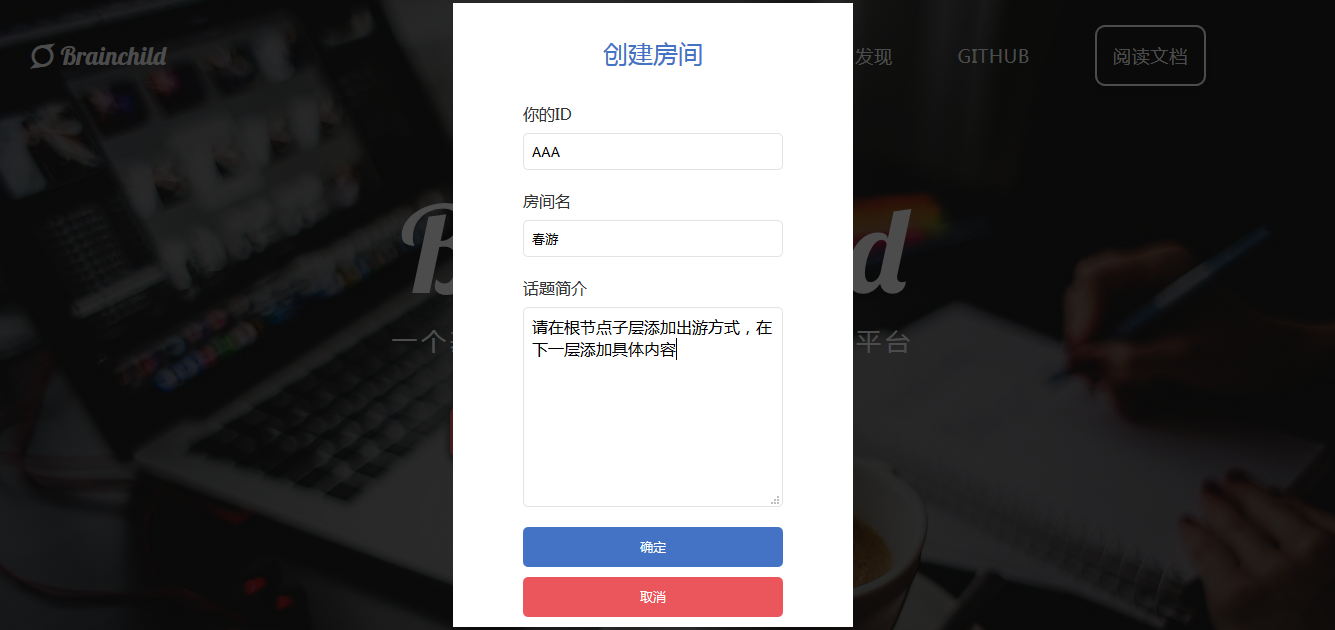 Brainchild
发现
GITHUB
阅读文档
创建房间
你的ID
AAA
房间名
春游
话题简介
请在根节点子层添加出游方式，在
下一层添加具体内容
一个
平台
确定
取消